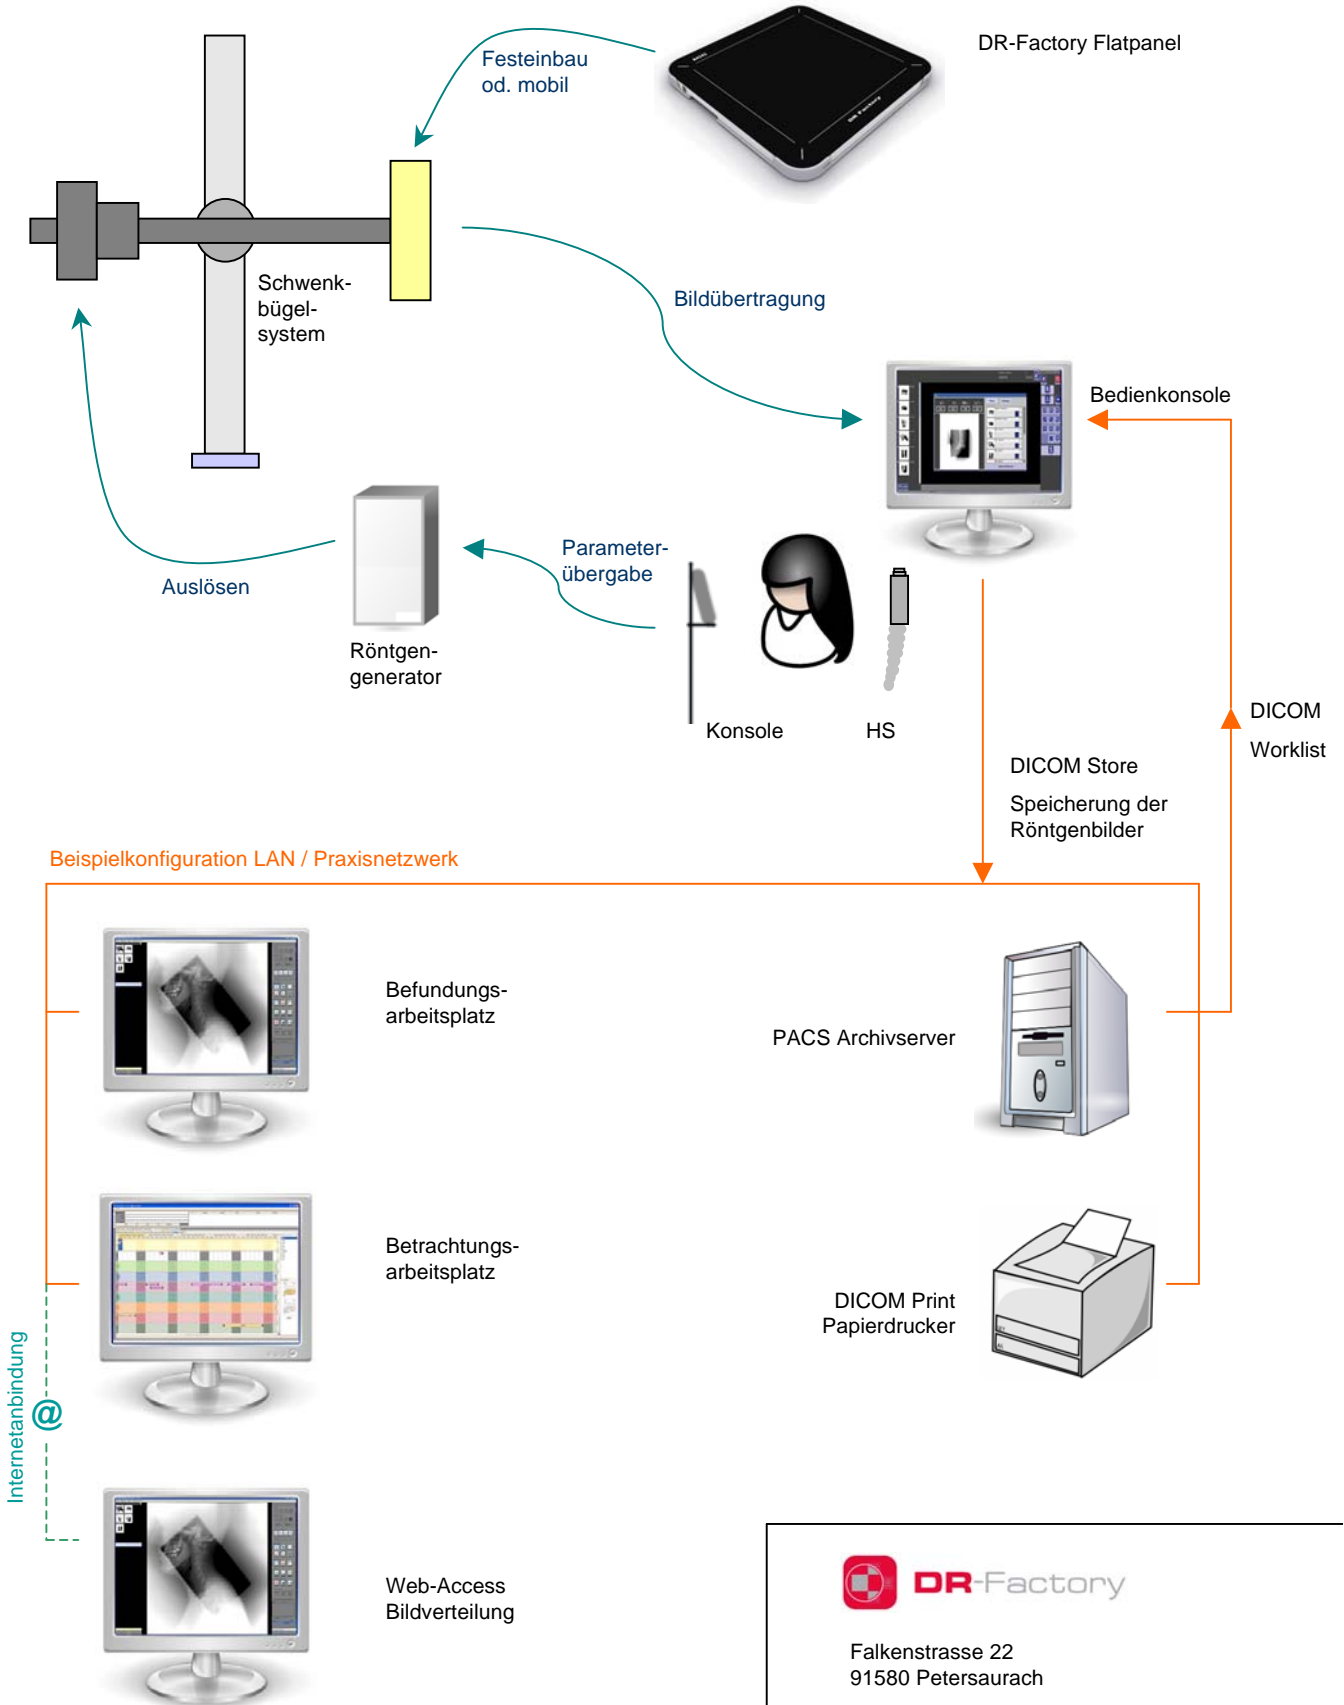 DR-Factory Flatpanel
Festeinbau
od. mobil
DR Factory
Schwenk-
bügel-
system
Bildübertragung
Bedienkonsole
Auslösen
Parameter-
übergabe
Röntgen-
generator
Konsole
HS
DICOM
Worklist
DICOM Store
Speicherung der
Röntgenbilder
Beispielkonfiguration LAN / Praxisnetzwerk
Befundungs-
arbeitsplatz
PACS Archivserver
Betrachtungs-
arbeitsplatz
DICOM Print
Papierdrucker
Internetanbindung
@
Web-Access
Bildverteilung
DR-Factory
Falkenstrasse 22
91580 Petersaurach